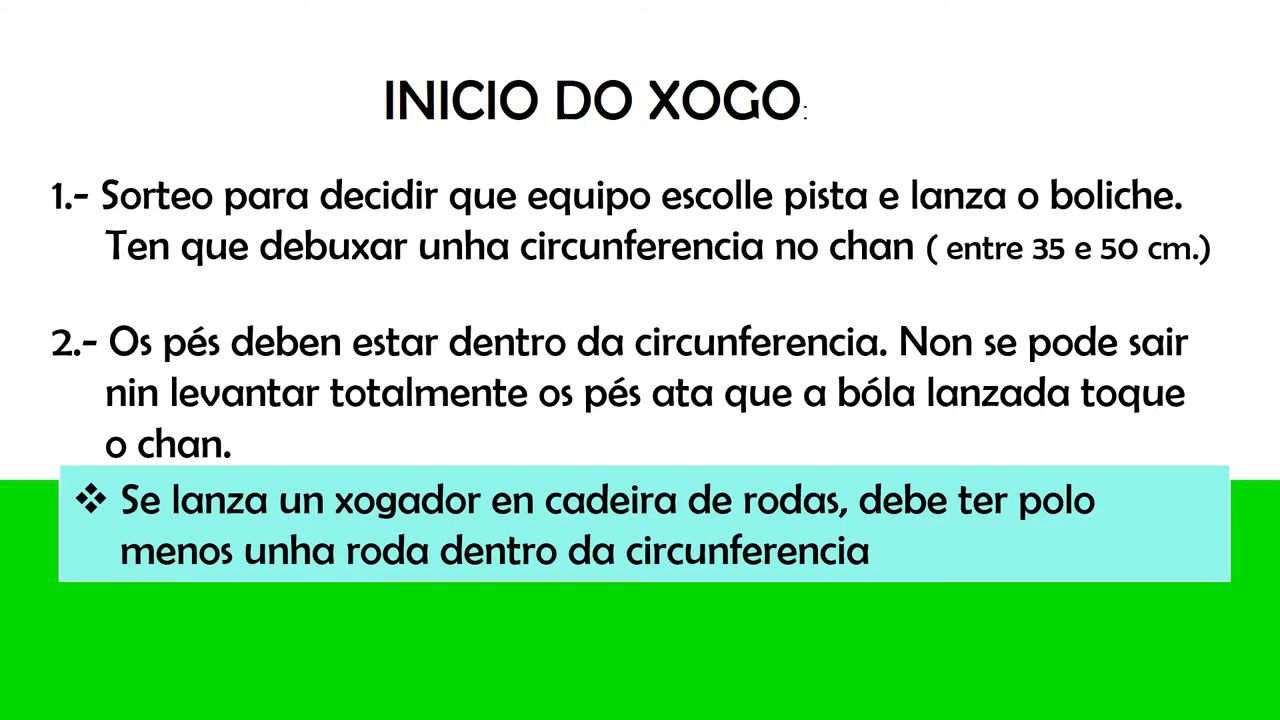 INICIO DO XOGO:
1.- Sorteo para decidir que equipo escolle pista e lanza o boliche.
Ten que debuxar unha circunferencia no chan ( entre 35 e 50 cm.)
2.- Os pés deben estar dentro da circunferencia. Non se pode sair
nin levantar totalmente os pés ata que a bóla lanzada toque
o chan.
❖ Se lanza un xogador en cadeira de rodas, debe ter polo
menos unha roda dentro da circunferencia